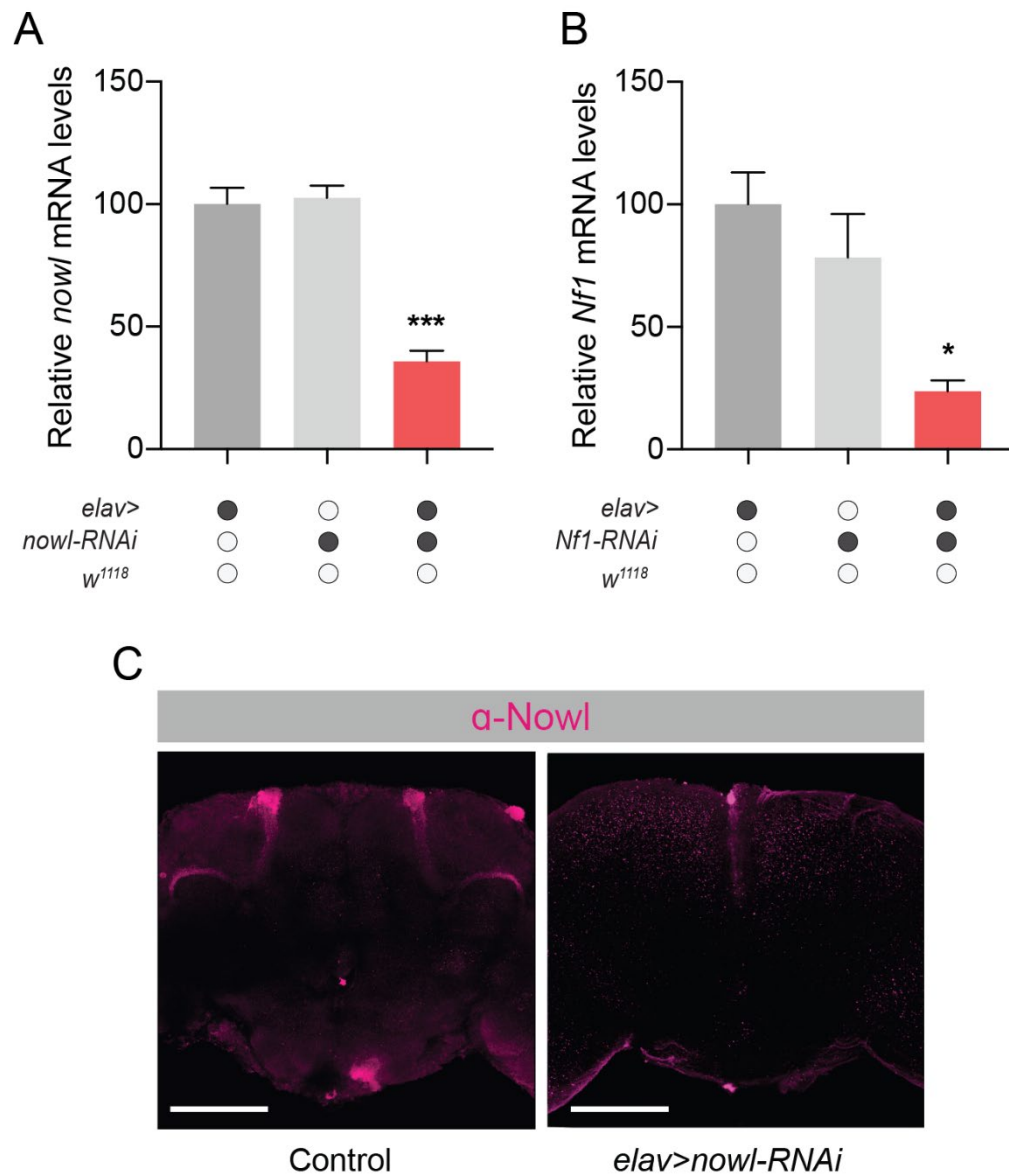 A
B
Relative nowl mRNA levels
150
100
50
0
***
elav>
nowl-RNAi
w¹¹¹⁸
Relative Nf1 mRNA levels
150
100
50
0
*
elav>
Nf1-RNAi
w¹¹¹⁸
C
α-Nowl
Control
elav>nowl-RNAi